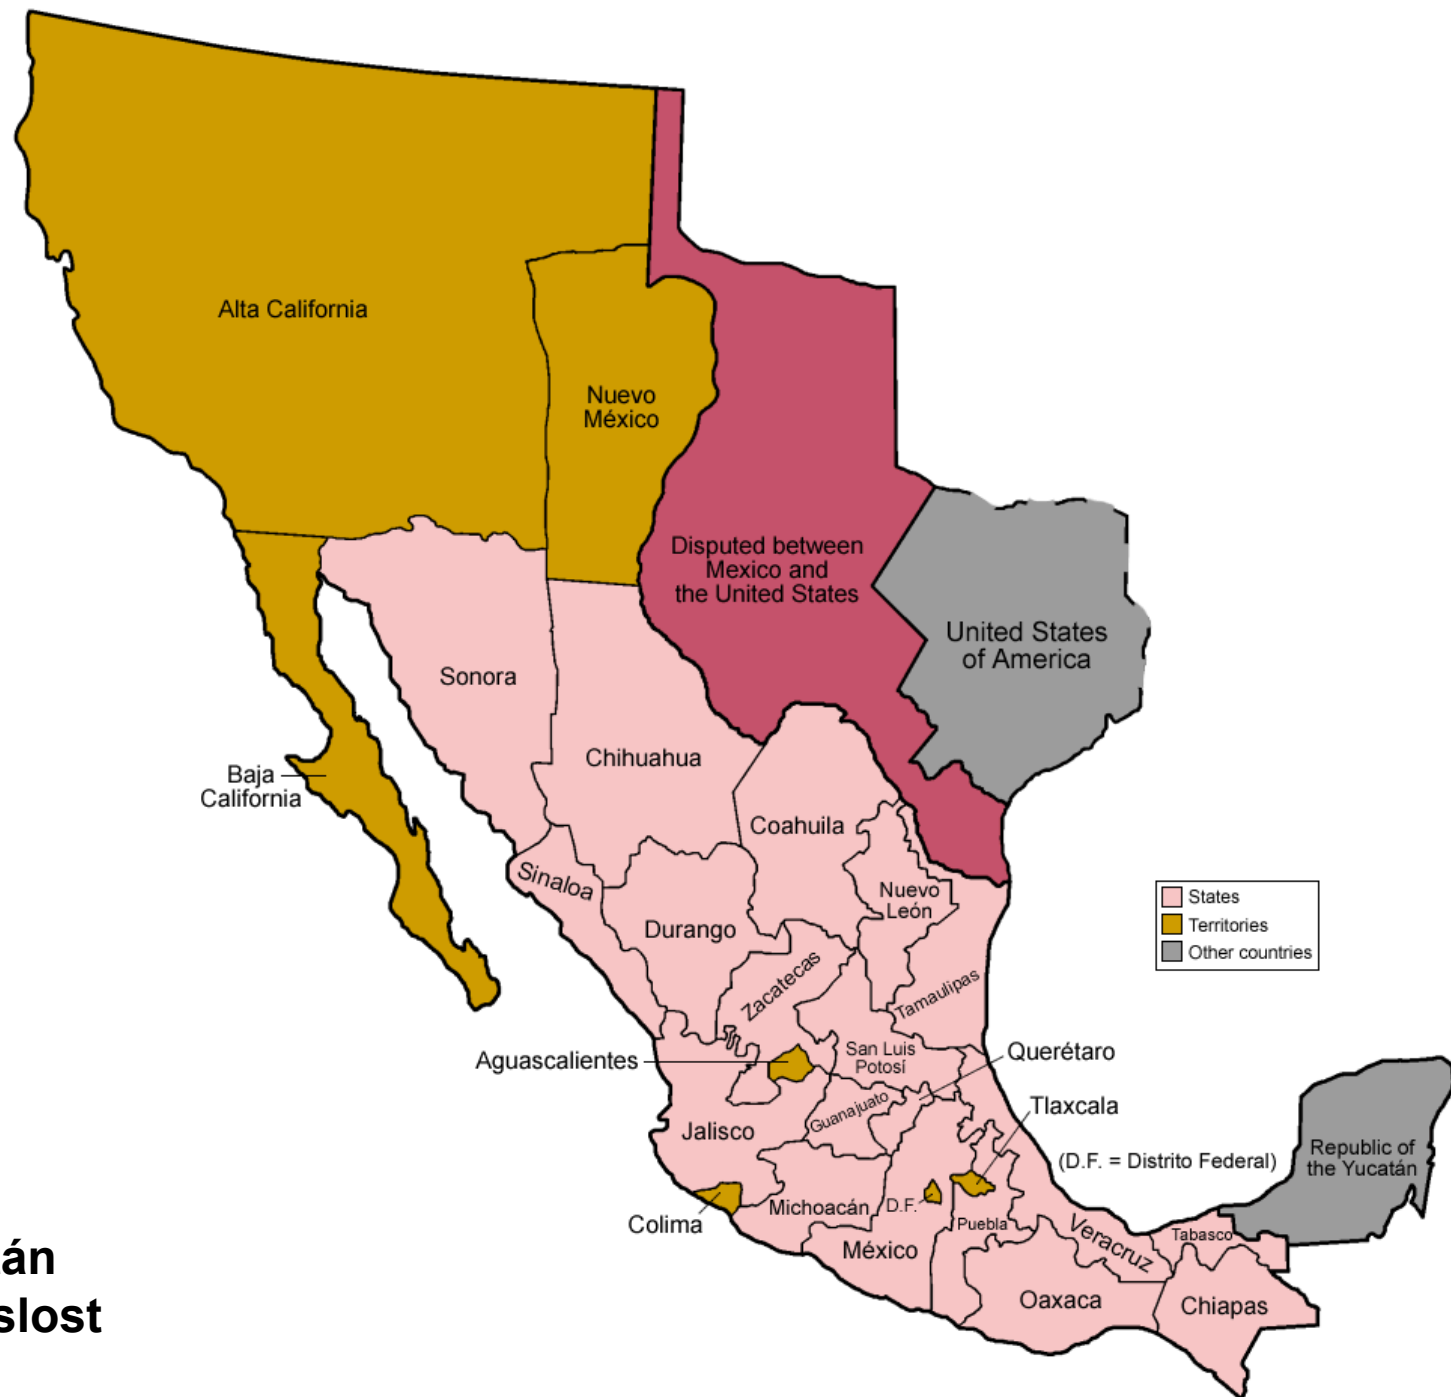 Alta California
Nuevo
México
Disputed between
Mexico and
the United States
United States
of America
Sonora
Chihuahua
Baja
California
Coahuila
Sinaloa
Nuevo
León
Durango
States
Territories
Other countries
Zacatecas
Tamaulipas
Aguascalientes
San Luis
Potosí
Querétaro
Guanajuato
Tlaxcala
Jalisco
(D.F. = Distrito Federal)
Republic of
the Yucatán
Michoacán
D.F.
Colima
Puebla
Veracruz
Tabasco
México
Oaxaca
Chiapas
án
slost